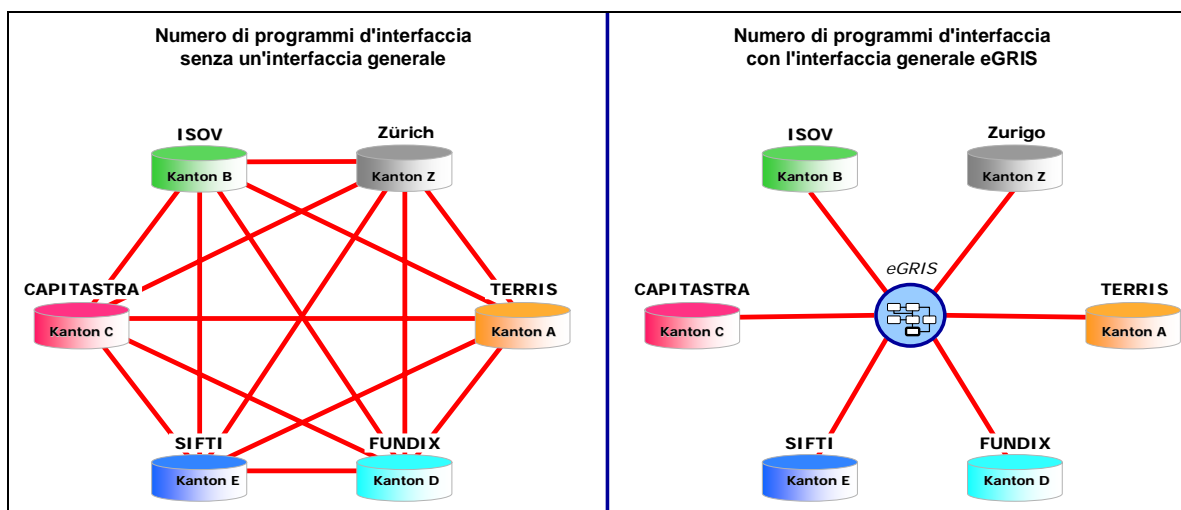 Numero di programmi d'interfaccia
senza un'interfaccia generale
ISOV
Zürich
Kanton B
Kanton Z
CAPITASTRA
TERRIS
Kanton C
Kanton A
SIFTI
FUNDIX
Kanton E
Kanton D
Numero di programmi d'interfaccia
con l'interfaccia generale eGRIS
ISOV
Zurigo
Kanton B
Kanton Z
eGRIS
CAPITASTRA
TERRIS
Kanton C
Kanton A
SIFTI
FUNDIX
Kanton E
Kanton D